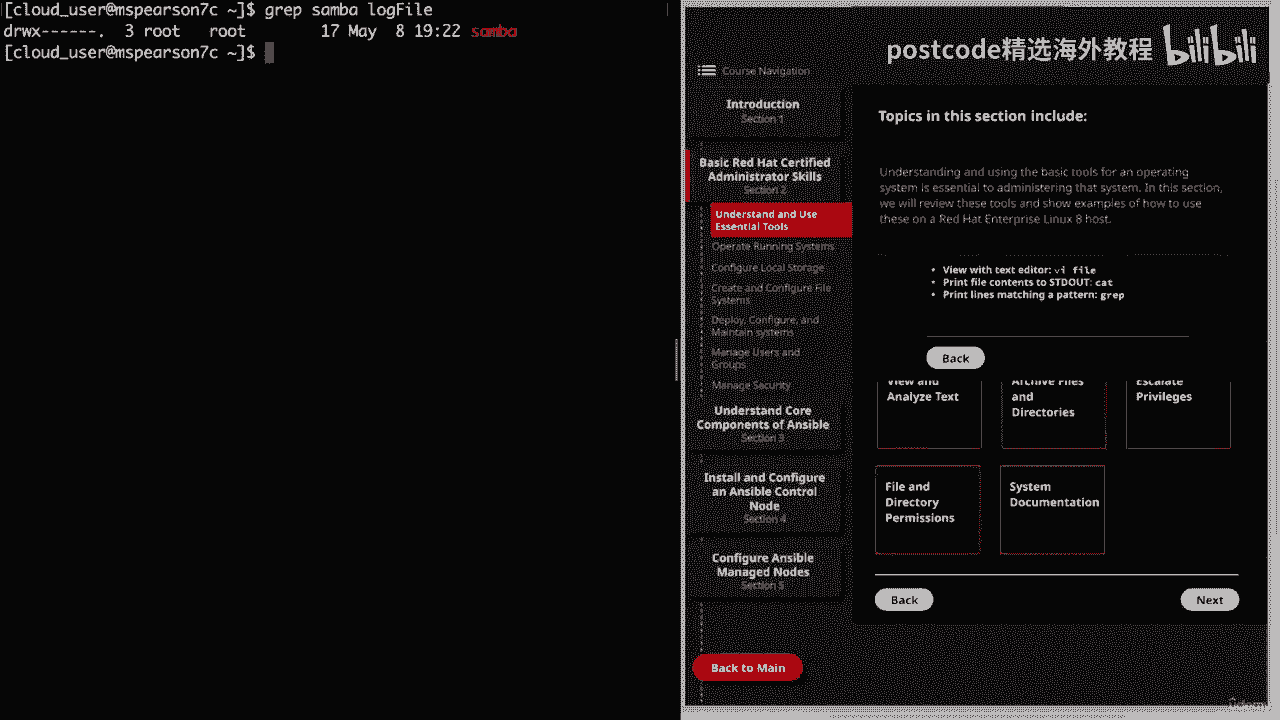 [cloud_user@mspearson7c ~]$ grep samba logFile
drwx------. 3 root root 17 May 8 19:22 samba
[cloud_user@mspearson7c ~]$
postcode精选海外教程 bilibili
Course Navigation
Introduction
Section 1
Basic Red Hat Certified
Administrator Skills
Section 2
Understand and Use
Essential Tools
Operate Running Systems
Configure Local Storage
Create and Configure File
Systems
Deploy, Configure, and
Maintain systems
Manage Users and
Groups
Manage Security
Understand Core
Components of Ansible
Section 3
Install and Configure
an Ansible Control
Node
Section 4
Configure Ansible
Managed Nodes
Section 5
Back to Main
Topics in this section include:
Understanding and using the basic tools for an operating
system is essential to administering that system. In this section,
we will review these tools and show examples of how to use
these on a Red Hat Enterprise Linux 8 host.
• View with text editor: vi file
• Print file contents to STDOUT: cat
• Print lines matching a pattern: grep
Back
View and
Analyze Text
Archive Files
and
Directories
Escalate
Privileges
File and
Directory
Permissions
System
Documentation
Back
Next
Udemy